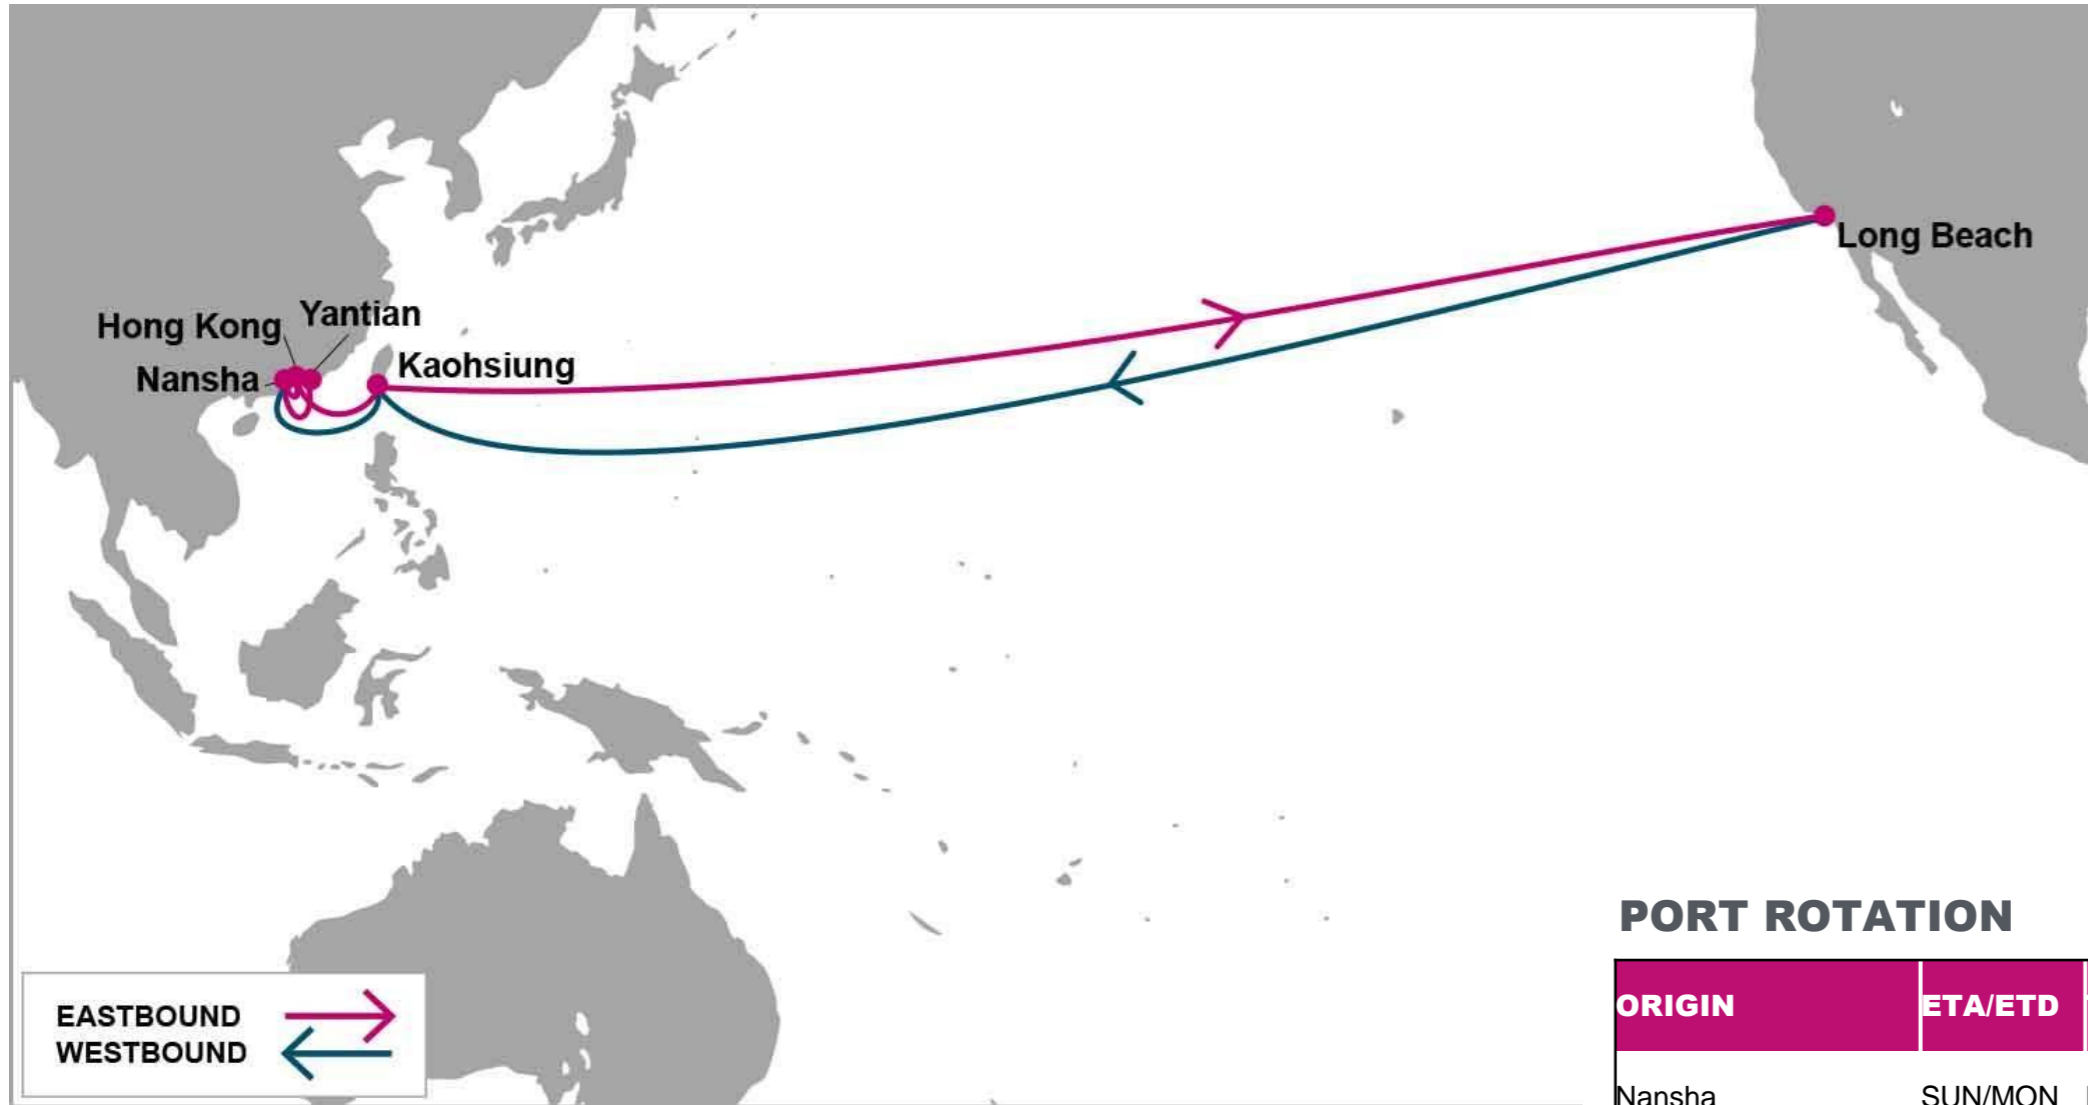 Hong Kong
Yantian
Nansha
Kaohsiung
Long Beach
EASTBOUND
WESTBOUND
PORT ROTATION
ORIGIN ETA/ETD
Nansha SUN/MON